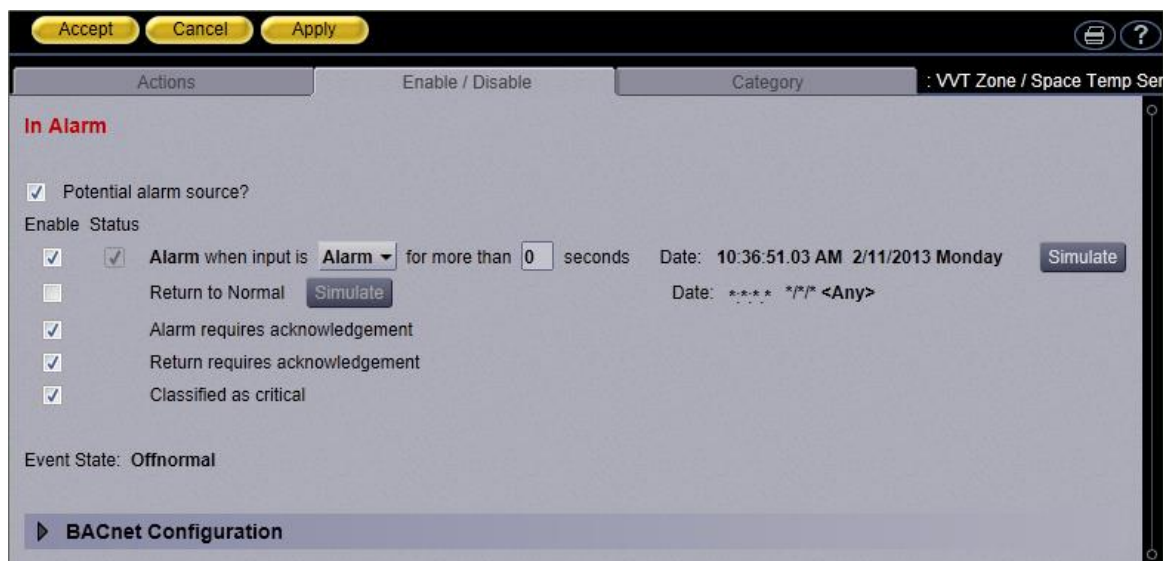 Accept Cancel Apply ?
Actions Enable / Disable Category : VVT Zone / Space Temp Ser
In Alarm
Potential alarm source?
Enable Status
Alarm when input is Alarm for more than 0 seconds Date: 10:36:51.03 AM 2/11/2013 Monday Simulate
Return to Normal Simulate Date: *:*:*.* */*/* <Any>
Alarm requires acknowledgement
Return requires acknowledgement
Classified as critical
Event State: Offnormal
BACnet Configuration